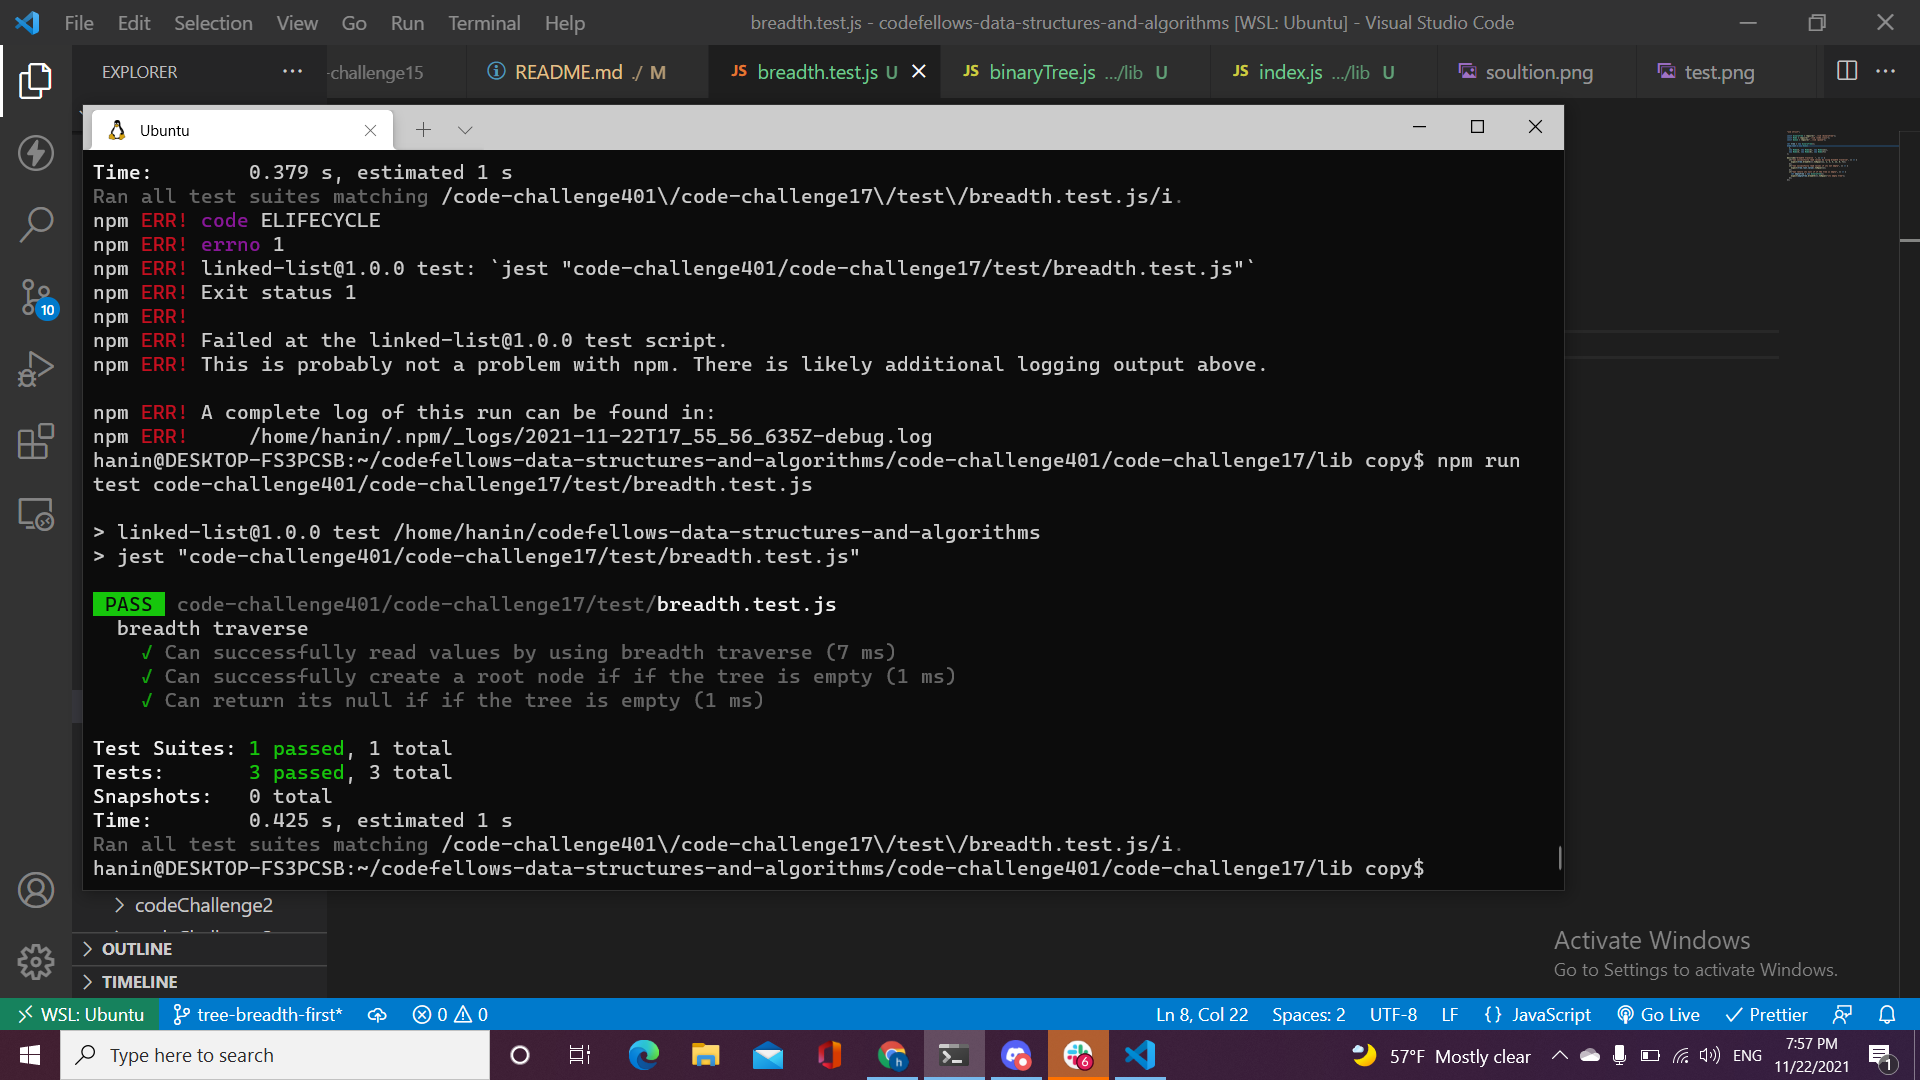 File Edit Selection View Go Run Terminal Help
breadth.test.js - codefellows-data-structures-and-algorithms [WSL: Ubuntu] - Visual Studio Code
EXPLORER ···
-challenge15
README.md ./ M
JS breadth.test.js U
JS binaryTree.js .../lib U
JS index.js .../lib U
soultion.png
test.png
Ubuntu
Time:        0.379 s, estimated 1 s
Ran all test suites matching /code-challenge401\/code-challenge17\/test\/breadth.test.js/i.
npm ERR! code ELIFECYCLE
npm ERR! errno 1
npm ERR! linked-list@1.0.0 test: `jest "code-challenge401/code-challenge17/test/breadth.test.js"`
npm ERR! Exit status 1
npm ERR!
npm ERR! Failed at the linked-list@1.0.0 test script.
npm ERR! This is probably not a problem with npm. There is likely additional logging output above.
npm ERR! A complete log of this run can be found in:
npm ERR!     /home/hanin/.npm/_logs/2021-11-22T17_55_56_635Z-debug.log
hanin@DESKTOP-FS3PCSB:~/codefellows-data-structures-and-algorithms/code-challenge401/code-challenge17/lib copy$ npm run
test code-challenge401/code-challenge17/test/breadth.test.js
> linked-list@1.0.0 test /home/hanin/codefellows-data-structures-and-algorithms
> jest "code-challenge401/code-challenge17/test/breadth.test.js"
PASS code-challenge401/code-challenge17/test/breadth.test.js
breadth traverse
√ Can successfully read values by using breadth traverse (7 ms)
√ Can successfully create a root node if if the tree is empty (1 ms)
√ Can return its null if if the tree is empty (1 ms)
Test Suites: 1 passed, 1 total
Tests:       3 passed, 3 total
Snapshots:   0 total
Time:        0.425 s, estimated 1 s
Ran all test suites matching /code-challenge401\/code-challenge17\/test\/breadth.test.js/i.
hanin@DESKTOP-FS3PCSB:~/codefellows-data-structures-and-algorithms/code-challenge401/code-challenge17/lib copy$
10
codeChallenge2
OUTLINE
TIMELINE
Activate Windows
Go to Settings to activate Windows.
WSL: Ubuntu
tree-breadth-first*
0 0
Ln 8, Col 22
Spaces: 2
UTF-8
LF
{ } JavaScript
Go Live
Prettier
Type here to search
h
6
57°F Mostly clear
ENG
7:57 PM
11/22/2021
1